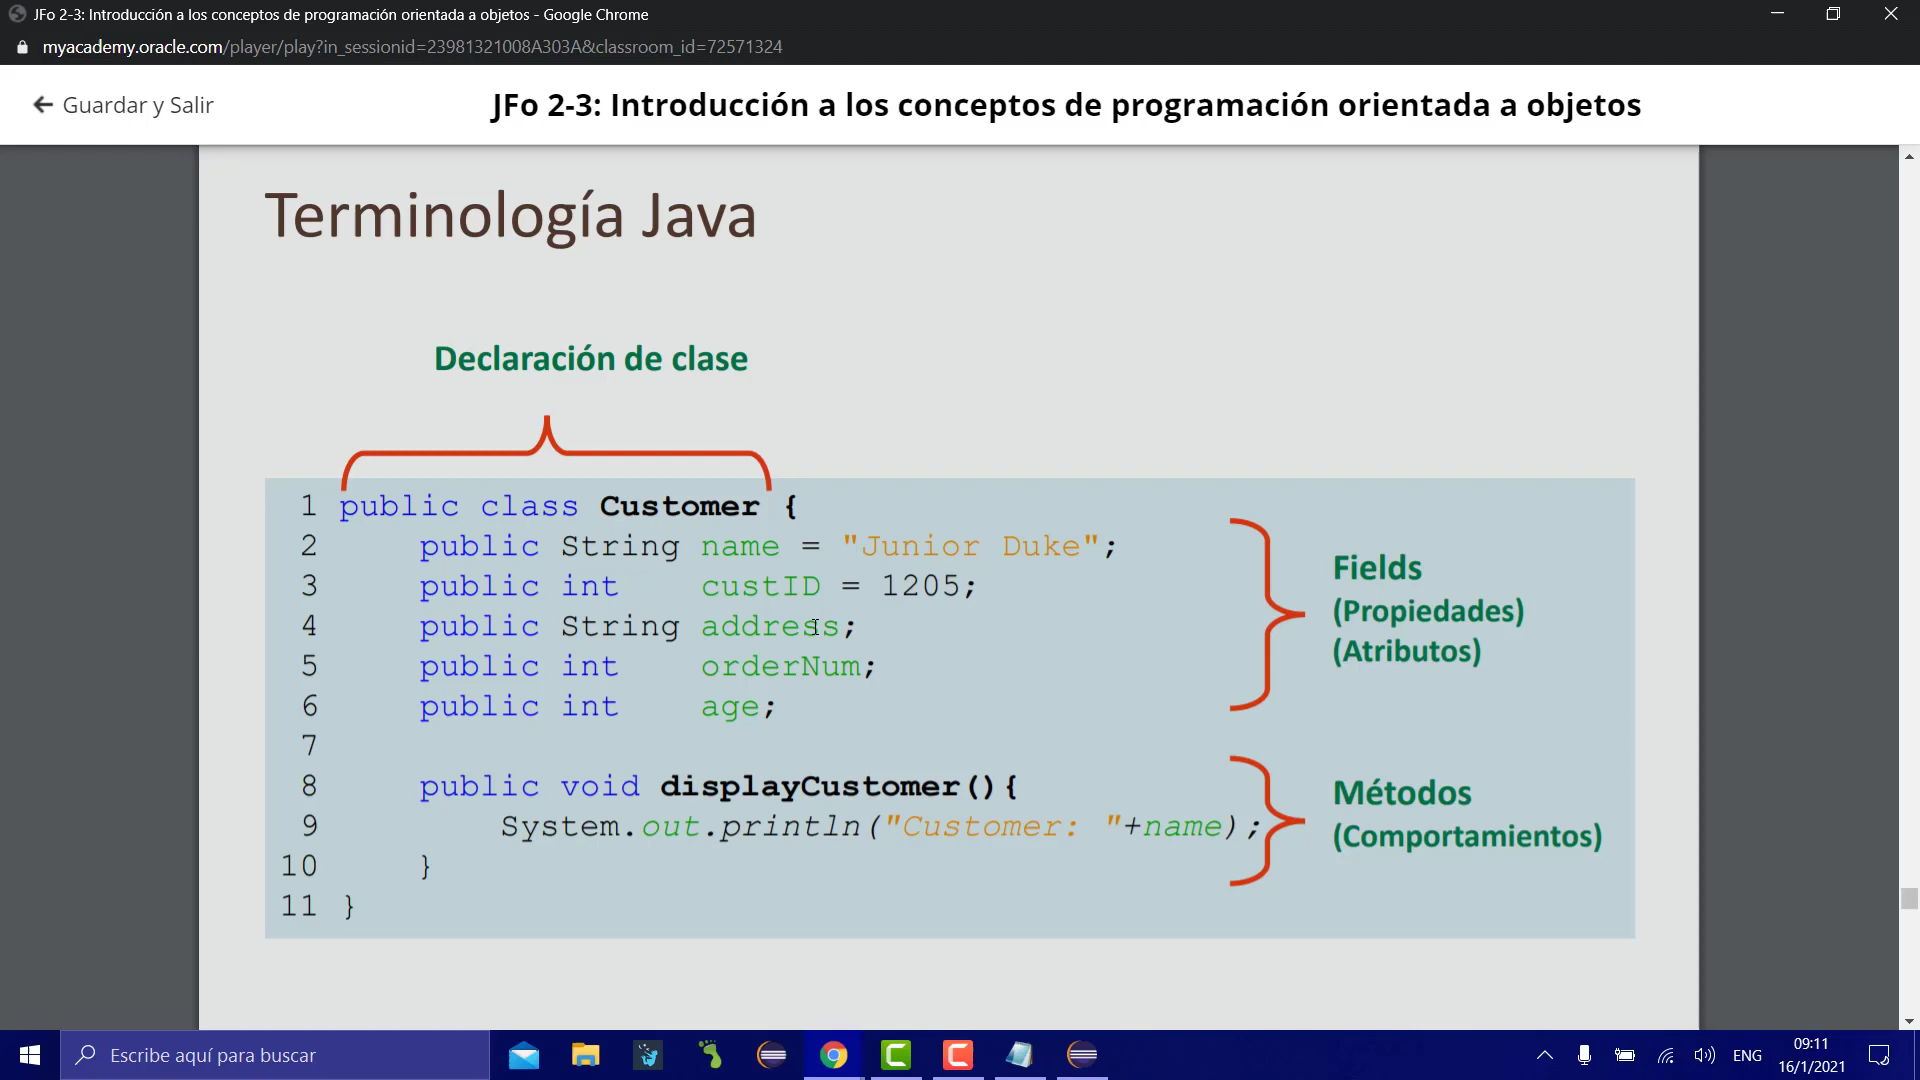 JFo 2-3: Introducción a los conceptos de programación orientada a objetos - Google Chrome
myacademy.oracle.com/player/play?in_sessionid=23981321008A303A&classroom_id=72571324
Guardar y Salir
JFo 2-3: Introducción a los conceptos de programación orientada a objetos
Terminología Java
Declaración de clase
1 public class Customer {
2 public String name = "Junior Duke";
3 public int custID = 1205;
4 public String address;
5 public int orderNum;
6 public int age;
7
8 public void displayCustomer(){
9 System.out.println("Customer: "+name);
10 }
11 }
Fields
(Propiedades)
(Atributos)
Métodos
(Comportamientos)
Escribe aquí para buscar
ENG
09:11
16/1/2021